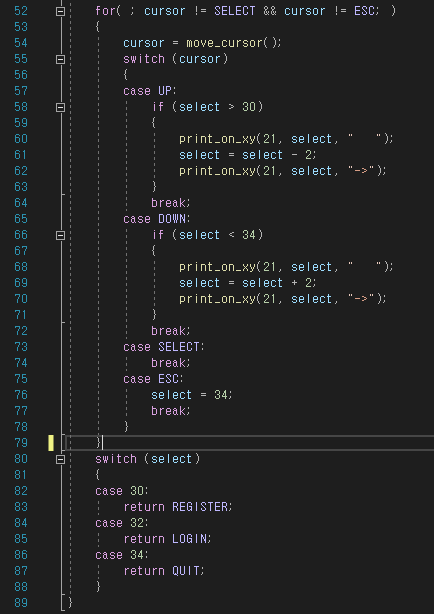 52 for( ; cursor != SELECT && cursor != ESC; )
53 {
54 cursor = move_cursor();
55 switch (cursor)
56 {
57 case UP:
58 if (select > 30)
59 {
60 print_on_xy(21, select, "   ");
61 select = select - 2;
62 print_on_xy(21, select, "->");
63 }
64 break;
65 case DOWN:
66 if (select < 34)
67 {
68 print_on_xy(21, select, "   ");
69 select = select + 2;
70 print_on_xy(21, select, "->");
71 }
72 break;
73 case SELECT:
74 break;
75 case ESC:
76 select = 34;
77 break;
78 }
79 }
80 switch (select)
81 {
82 case 30:
83 return REGISTER;
84 case 32:
85 return LOGIN;
86 case 34:
87 return QUIT;
88 }
89 }